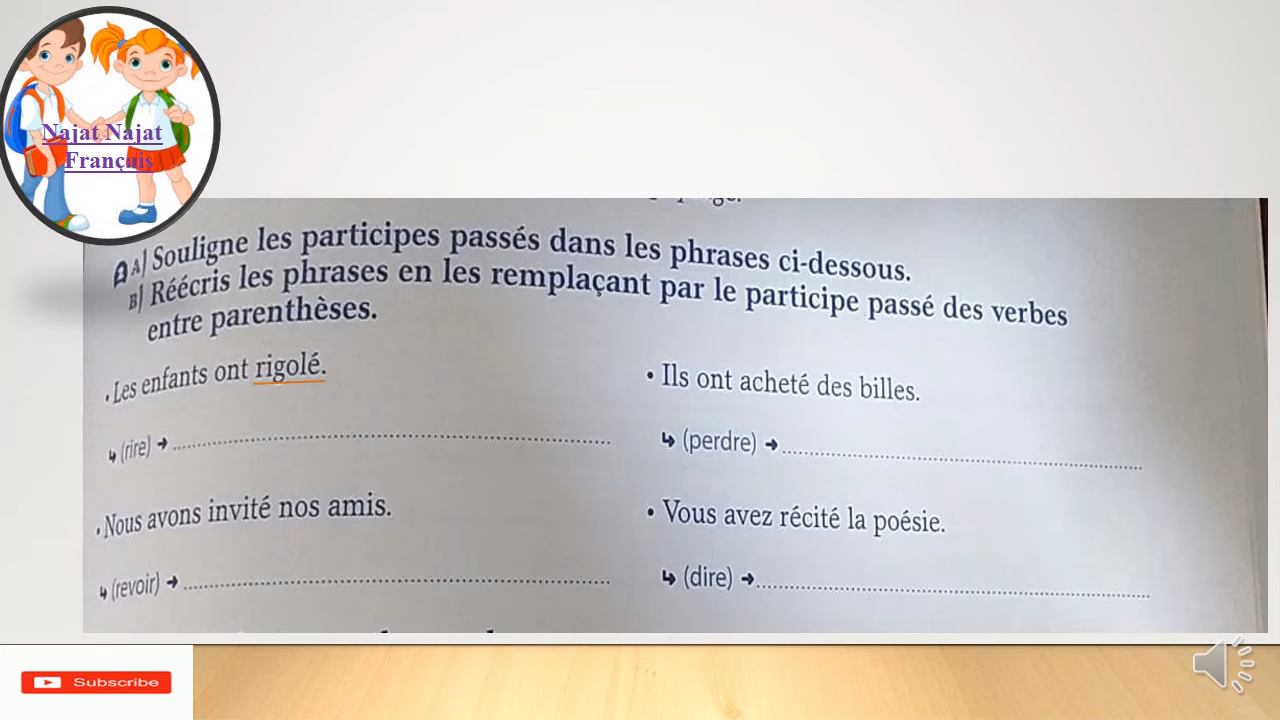 Najat Najat
Français
A) Souligne les participes passés dans les phrases ci-dessous.
B) Réécris les phrases en les remplaçant par le participe passé des verbes
entre parenthèses.
• Les enfants ont rigolé.
↳ (rire) → ...
• Ils ont acheté des billes.
↳ (perdre) → ...
• Nous avons invité nos amis.
↳ (revoir) → ...
• Vous avez récité la poésie.
↳ (dire) → ...
Subscribe